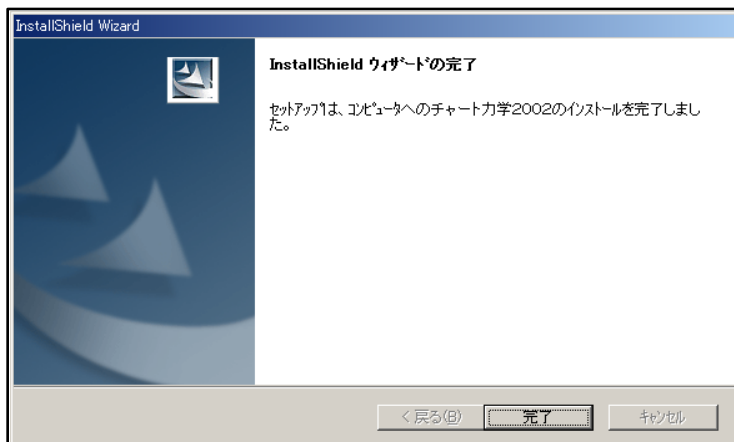 InstallShield Wizard
InstallShield ウィザードの完了
セットアップは、コンピュータへのチャート力学2002のインストールを完了しまし
た。
< 戻る(B)
完了
キャンセル